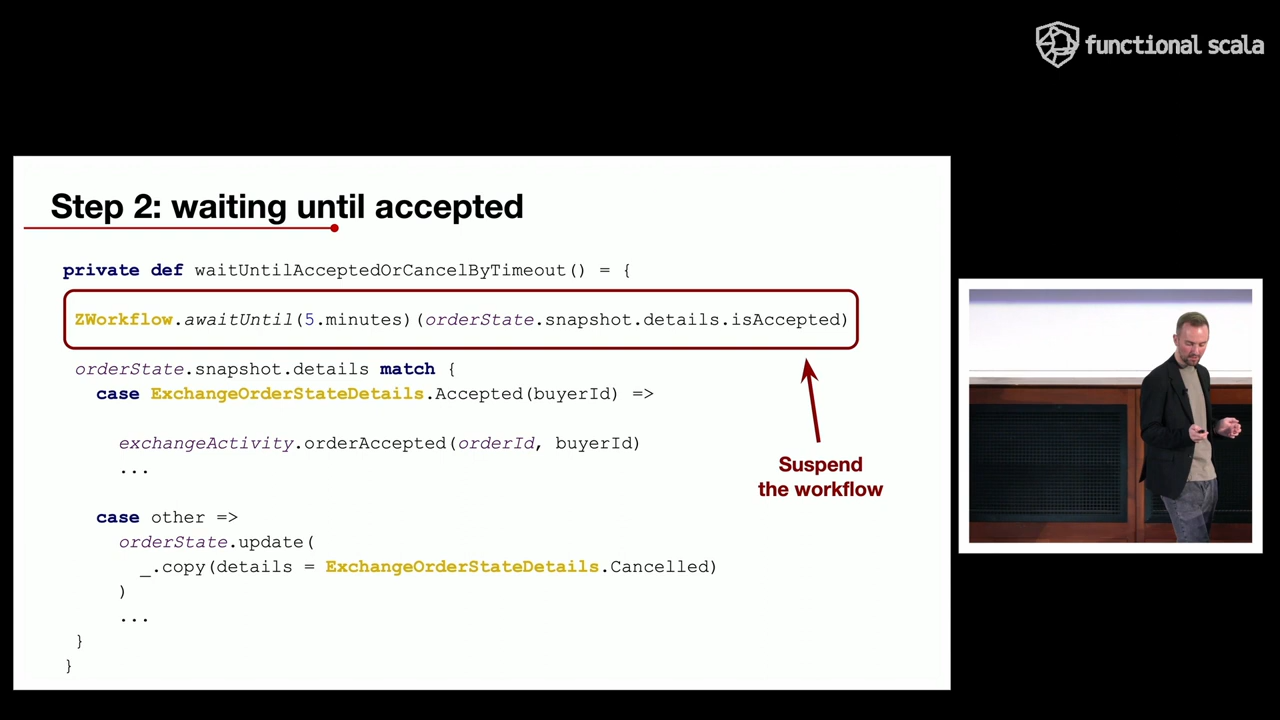 functional scala
Step 2: waiting until accepted
private def waitUntilAcceptedOrCancelByTimeout() = {
ZWorkflow.awaitUntil(5.minutes)(orderState.snapshot.details.isAccepted)
orderState.snapshot.details match {
case ExchangeOrderStateDetails.Accepted(buyerId) =>
exchangeActivity.orderAccepted(orderId, buyerId)
...
Suspend
the workflow
case other =>
orderState.update(
_.copy(details = ExchangeOrderStateDetails.Cancelled)
)
...
}
}